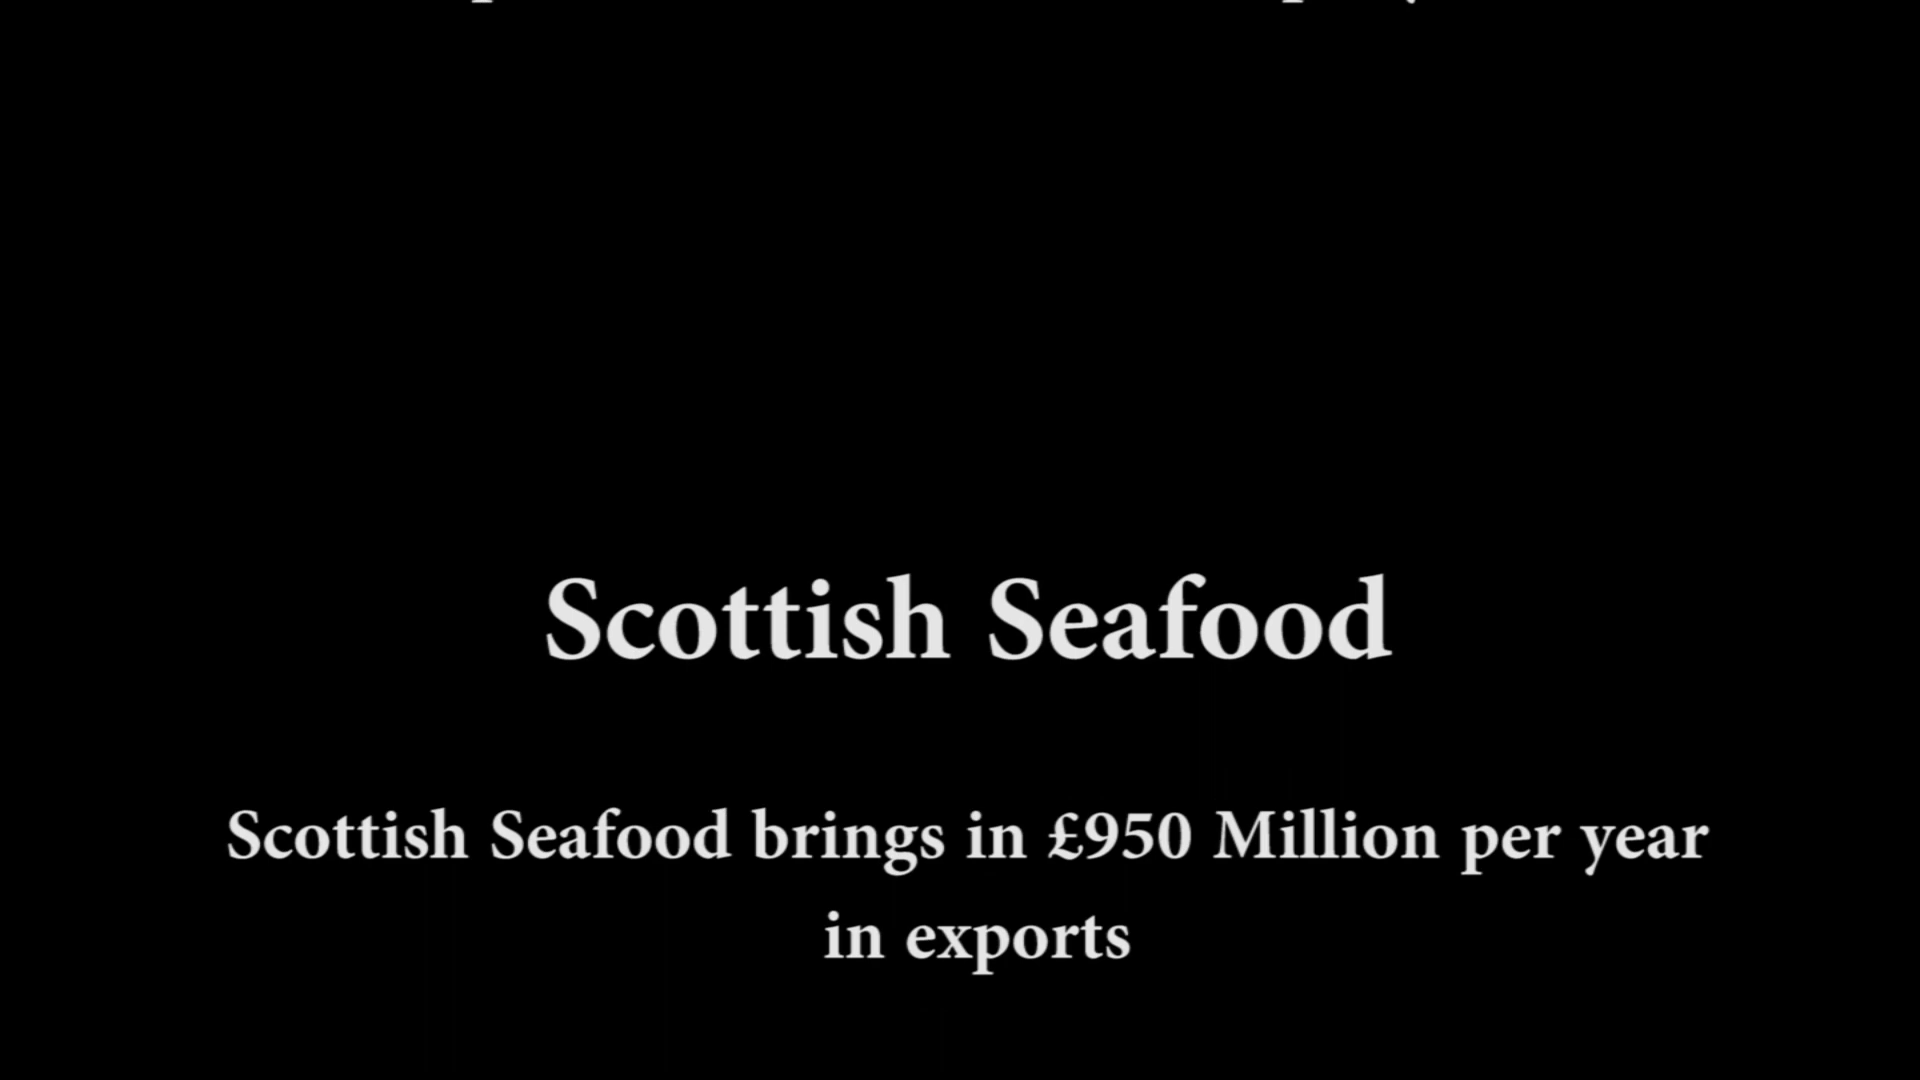 Scottish Seafood
Scottish Seafood brings in £950 Million per year
in exports